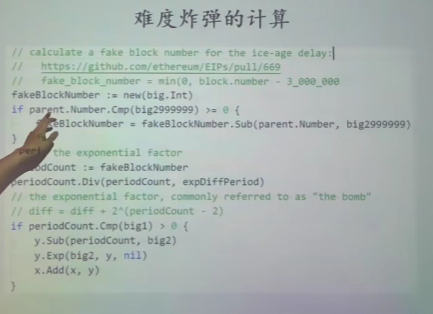 难度炸弹的计算
// calculate a fake block number for the ice-age delay:
// https://github.com/ethereum/EIPs/pull/669
// fake_block_number = min(0, block.number - 3_000_000
fakeBlockNumber := new(big.Int)
if parent.Number.Cmp(big2999999) >= 0 {
eBlockNumber = fakeBlockNumber.Sub(parent.Number, big2999999)
}
the exponential factor
iodCount := fakeBlockNumber
periodCount.Div(periodCount, expDiffPeriod)
// the exponential factor, commonly referred to as "the bomb"
// diff = diff + 2^(periodCount - 2)
if periodCount.Cmp(big1) > 0 {
y.Sub(periodCount, big2)
y.Exp(big2, y, nil)
x.Add(x, y)
}